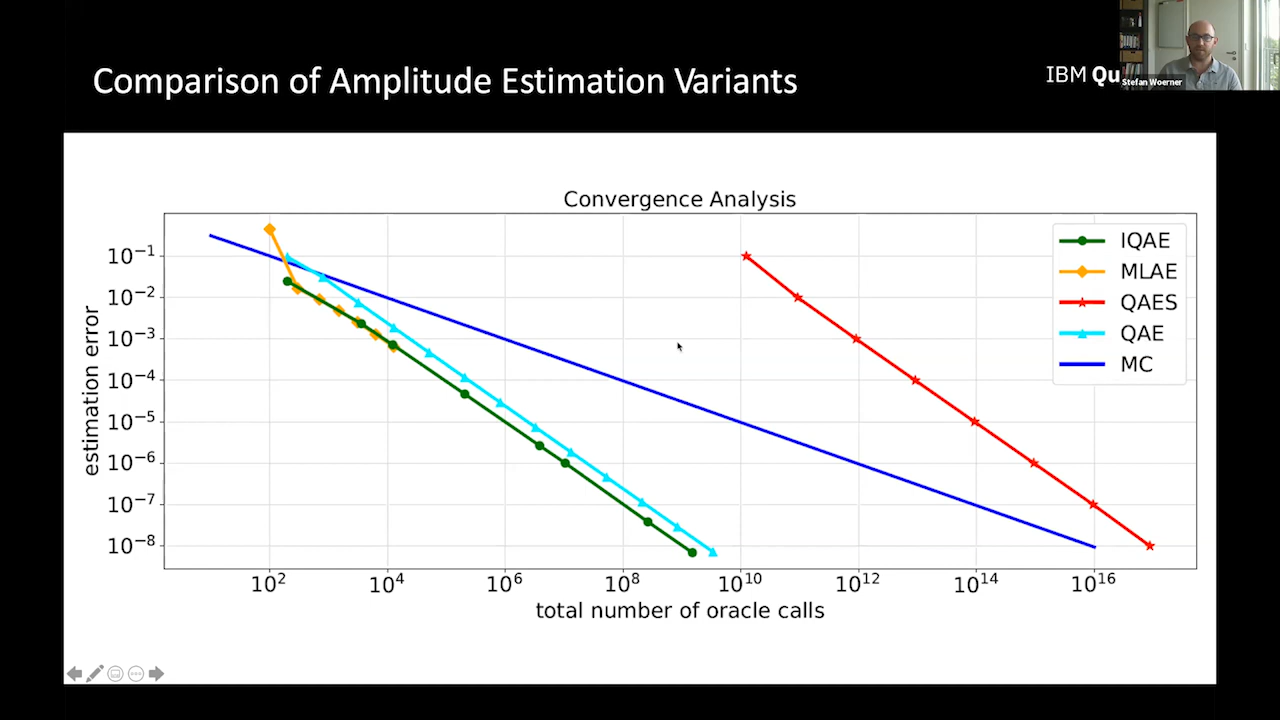 Comparison of Amplitude Estimation Variants
IBM Qu
Stefan Woerner
Convergence Analysis
estimation error
10⁻¹
10⁻²
10⁻³
10⁻⁴
10⁻⁵
10⁻⁶
10⁻⁷
10⁻⁸
IQAE
MLAE
QAES
QAE
MC
10² 10⁴ 10⁶ 10⁸ 10¹⁰ 10¹² 10¹⁴ 10¹⁶
total number of oracle calls